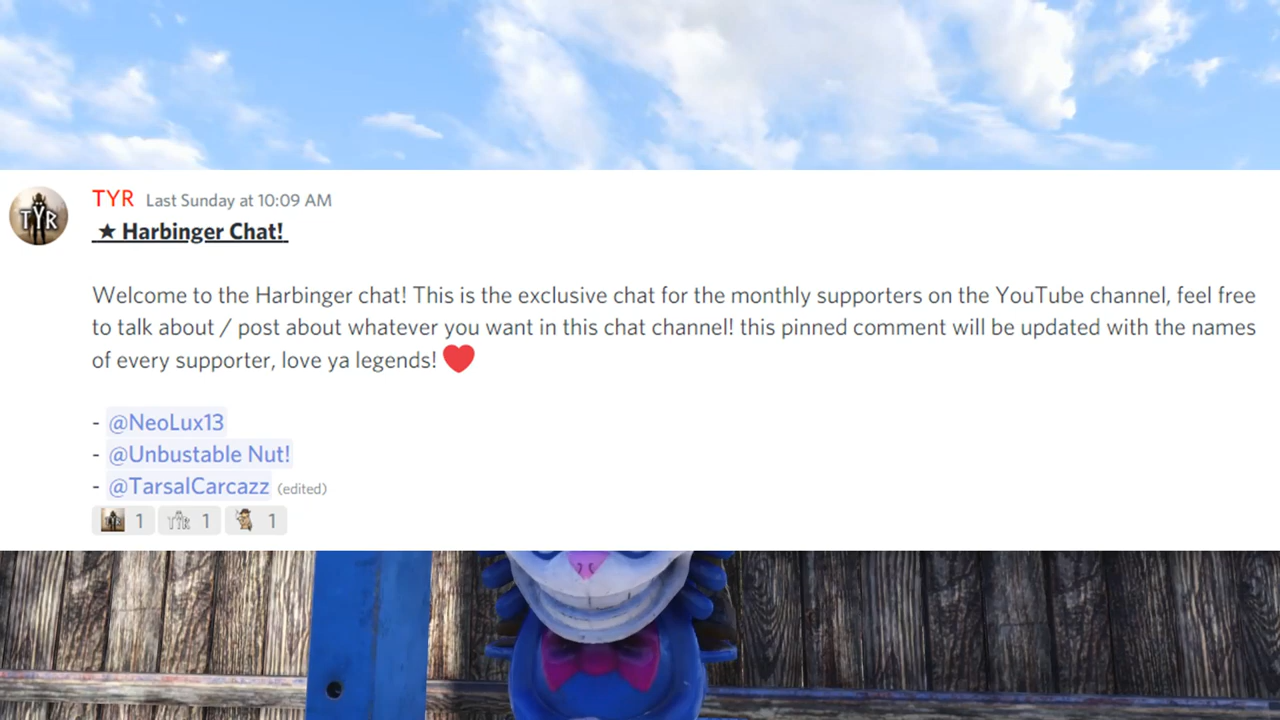 TYR
TYR Last Sunday at 10:09 AM
★ Harbinger Chat!
Welcome to the Harbinger chat! This is the exclusive chat for the monthly supporters on the YouTube channel, feel free
to talk about / post about whatever you want in this chat channel! this pinned comment will be updated with the names
of every supporter, love ya legends! ❤
- @NeoLux13
- @Unbustable Nut!
- @TarsalCarcazz (edited)
TYR 1 TYR 1 1